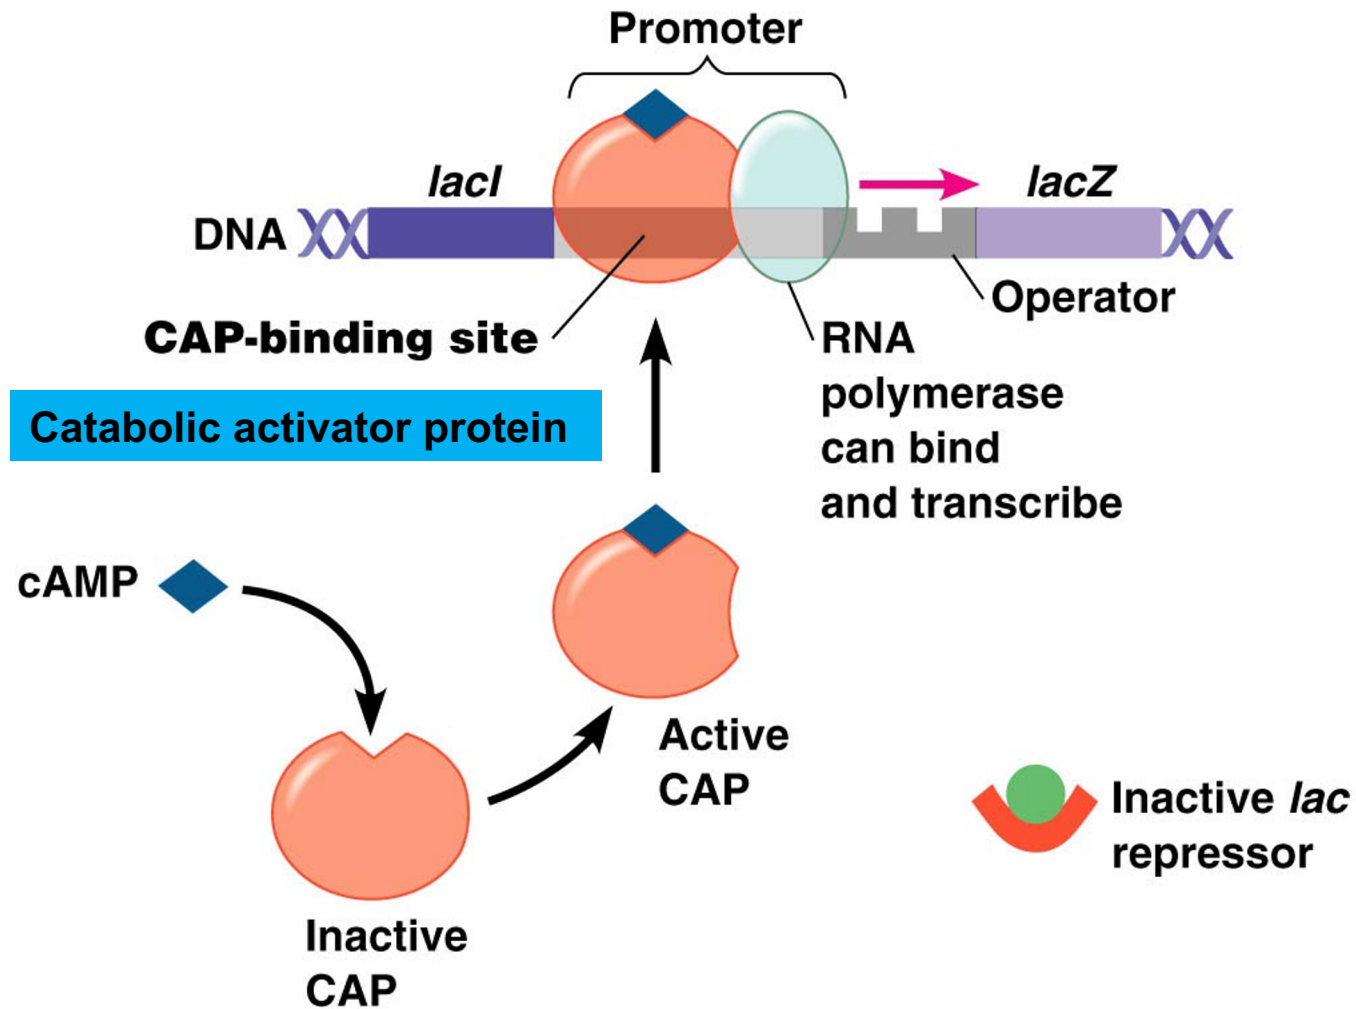 Promoter
lacI
lacZ
DNA
Operator
CAP-binding site
RNA
polymerase
can bind
and transcribe
Catabolic activator protein
cAMP
Active
CAP
Inactive lac
repressor
Inactive
CAP